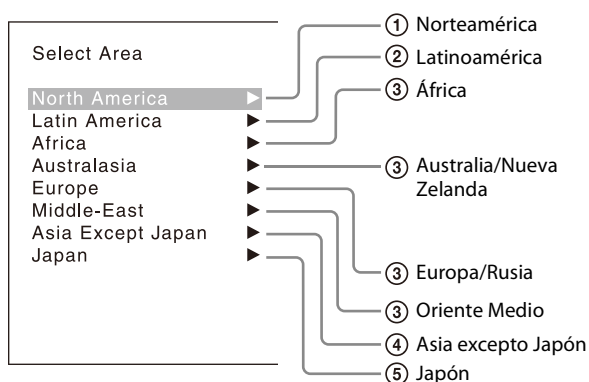 Select Area
North America ▶
Latin America ▶
Africa ▶
Australasia ▶
Europe ▶
Middle-East ▶
Asia Except Japan ▶
Japan ▶
① Norteamérica
② Latinoamérica
③ África
③ Australia/Nueva
Zelanda
③ Europa/Rusia
③ Oriente Medio
④ Asia excepto Japón
⑤ Japón